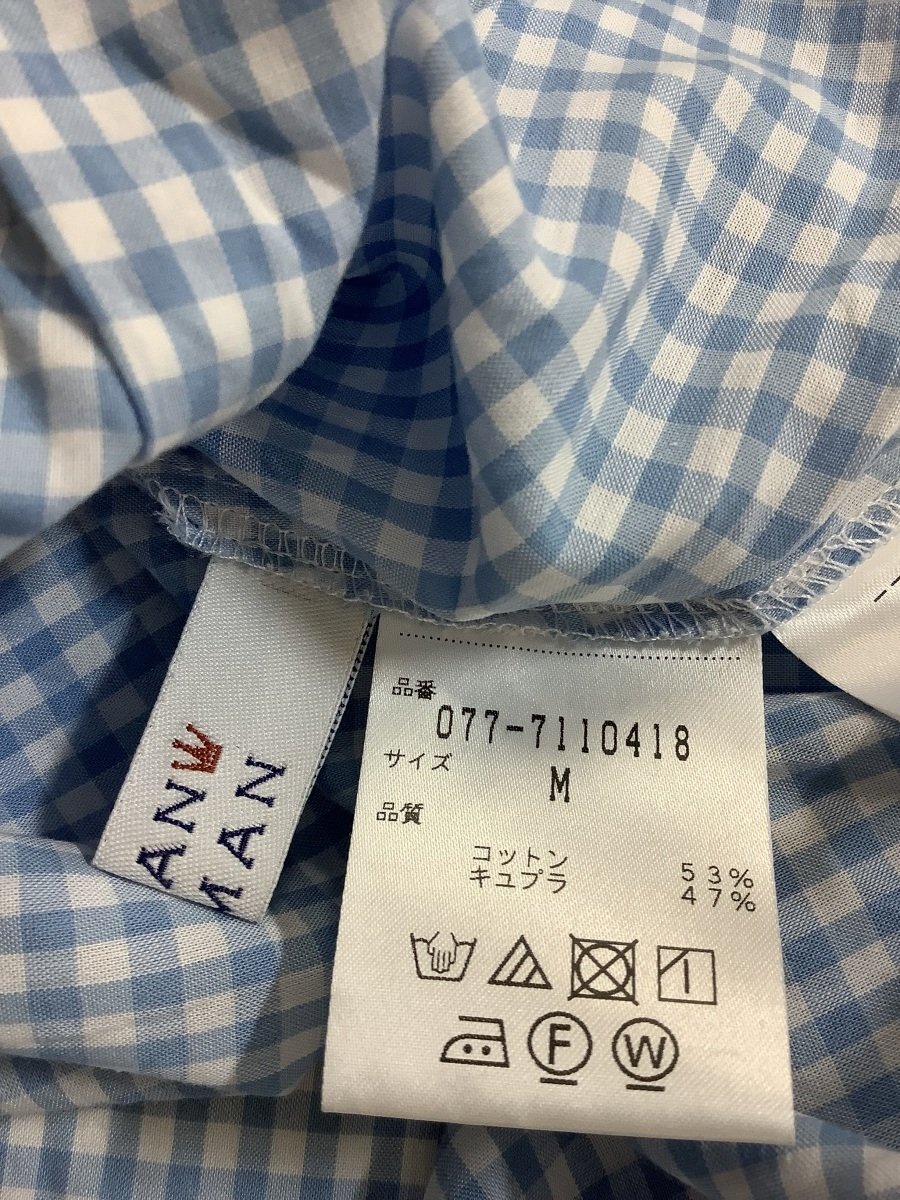 AN
MAN
品番
077-7110418
サイズ
M
品質
コットン 53%
キュプラ 47%
F
W